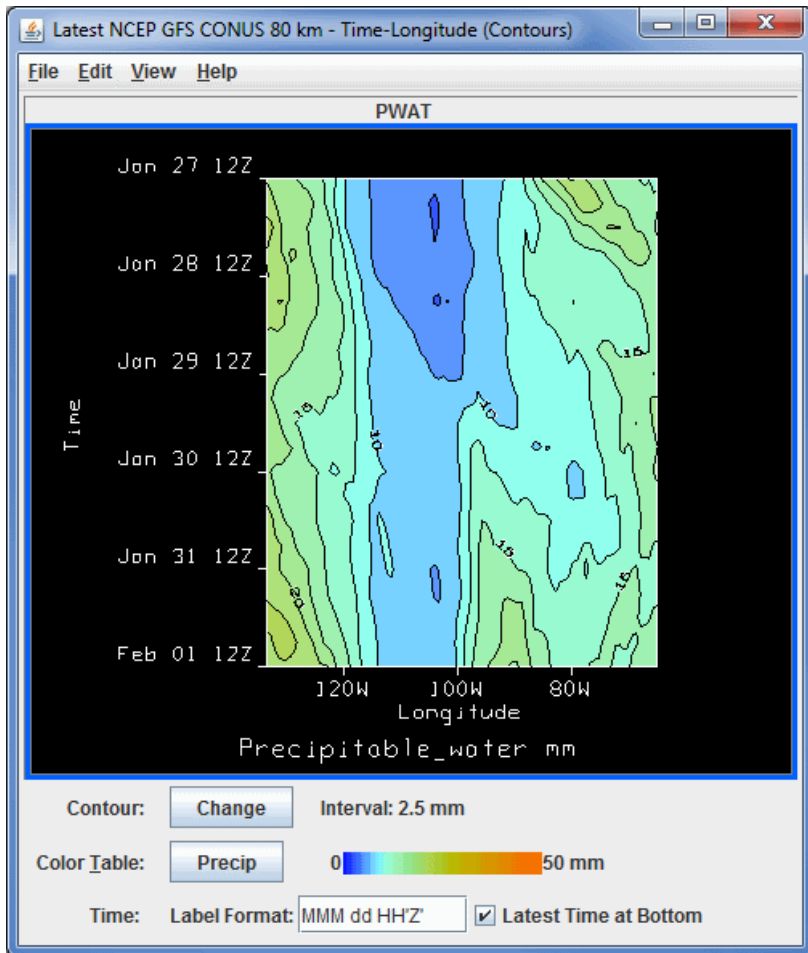 Latest NCEP GFS CONUS 80 km - Time-Longitude (Contours)
File Edit View Help
PWAT
Jan 27 12Z
Jan 28 12Z
15
Jan 29 12Z
15
10
Time
10
Jan 30 12Z
15
Jan 31 12Z
15
20
Feb 01 12Z
120W 100W 80W
Longitude
Precipitable_water mm
Contour: Change Interval: 2.5 mm
Color Table: Precip 0 50 mm
Time: Label Format: MMM dd HH'Z' Latest Time at Bottom